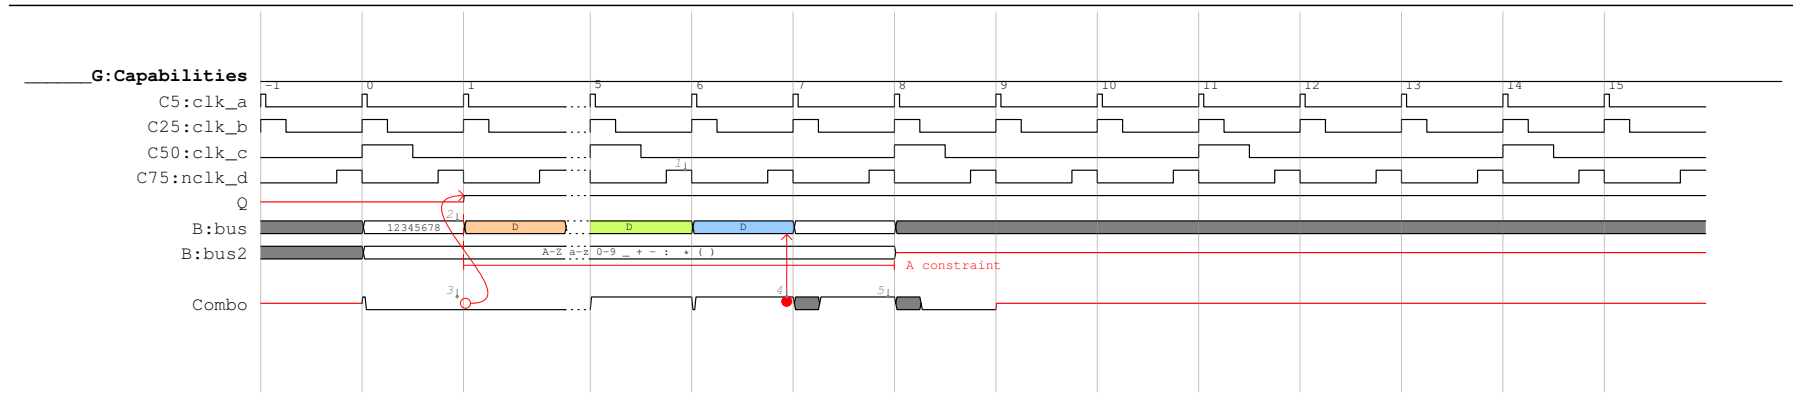 ______G:Capabilities
-1 0 1 5 6 7 8 9 10 11 12 13 14 15
C5:clk_a
C25:clk_b
C50:clk_c
1
C75:nclk_d
Q
2
B:bus 12345678 D D D
B:bus2 A-Z a-z 0-9 _ + - : * ( )
A constraint
3 4 5
Combo